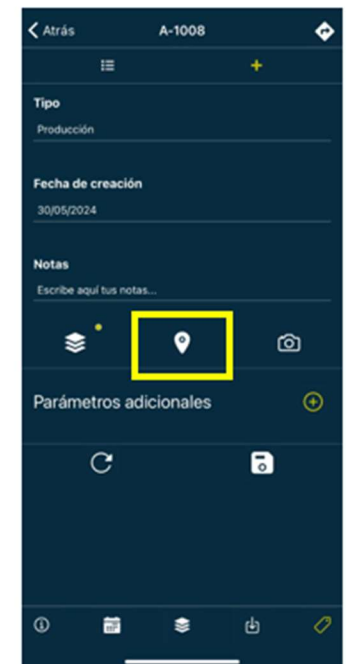 Atrás
A-1008
Tipo
Producción
Fecha de creación
30/05/2024
Notas
Escribe aquí tus notas...
Parámetros adicionales